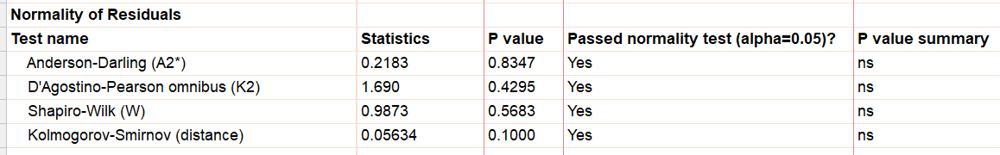 Normality of Residuals
Test name Statistics P value Passed normality test (alpha=0.05)? P value summary
Anderson-Darling (A2*) 0.2183 0.8347 Yes ns
D'Agostino-Pearson omnibus (K2) 1.690 0.4295 Yes ns
Shapiro-Wilk (W) 0.9873 0.5683 Yes ns
Kolmogorov-Smirnov (distance) 0.05634 0.1000 Yes ns